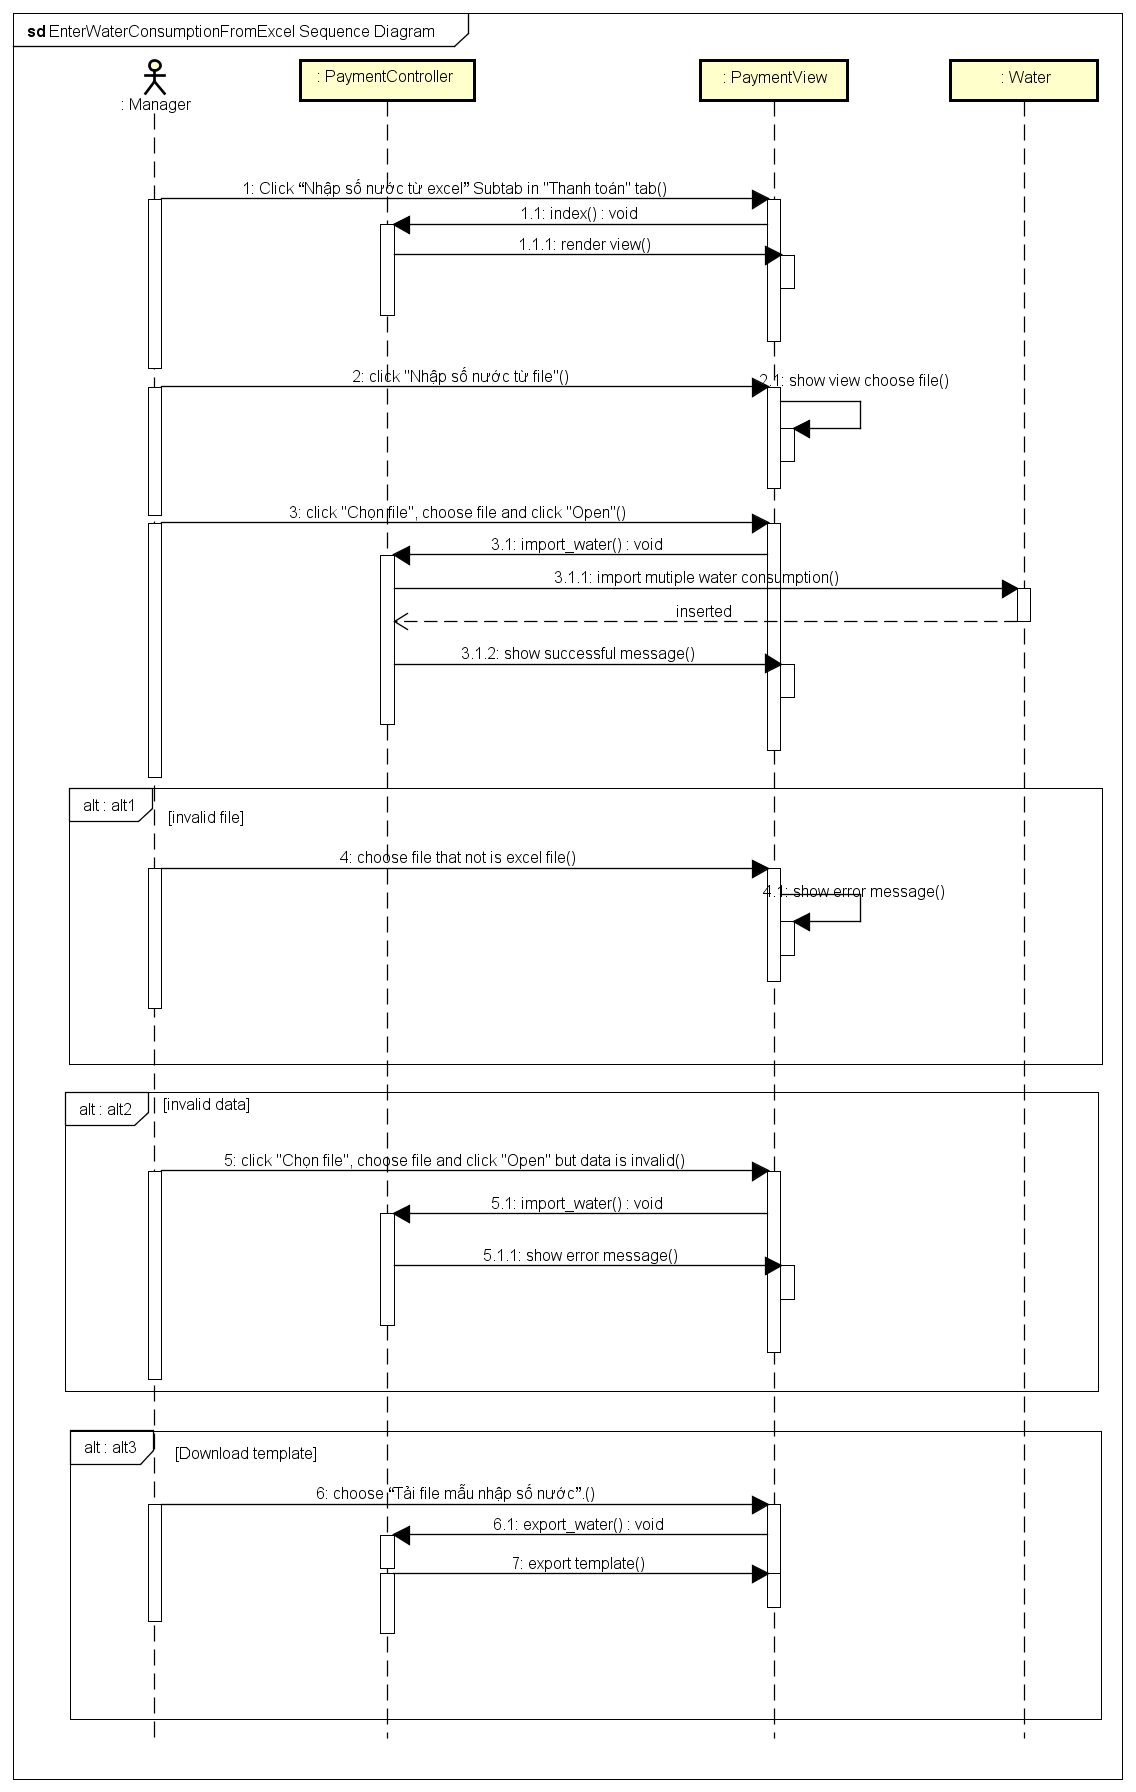 sd EnterWaterConsumptionFromExcel Sequence Diagram
: Manager
: PaymentController
: PaymentView
: Water
1: Click “Nhập số nước từ excel” Subtab in "Thanh toán" tab()
1.1: index() : void
1.1.1: render view()
2: click "Nhập số nước từ file"()
2.1: show view choose file()
3: click "Chọn file", choose file and click "Open"()
3.1: import_water() : void
3.1.1: import mutiple water consumption()
inserted
3.1.2: show successful message()
alt : alt1
[invalid file]
4: choose file that not is excel file()
4.1: show error message()
alt : alt2
[invalid data]
5: click "Chọn file", choose file and click "Open" but data is invalid()
5.1: import_water() : void
5.1.1: show error message()
alt : alt3
[Download template]
6: choose “Tải file mẫu nhập số nước”.()
6.1: export_water() : void
7: export template()